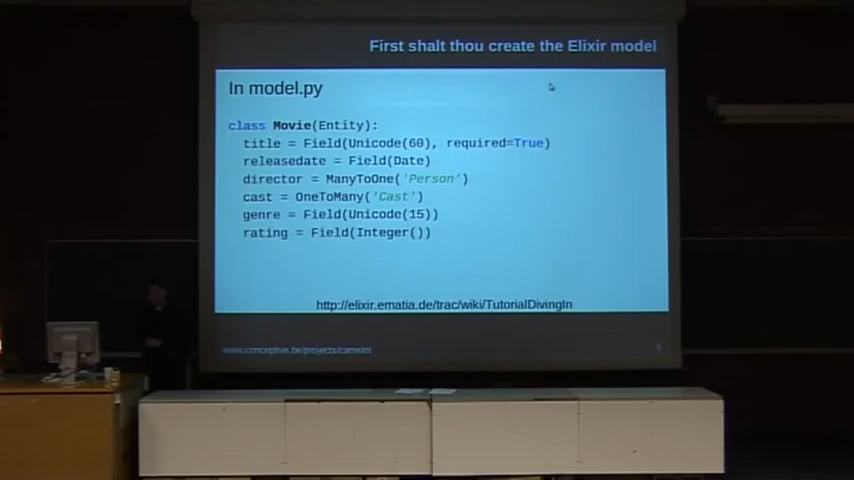 First shalt thou create the Elixir model
In model.py
class Movie(Entity):
title = Field(Unicode(60), required=True)
releasedate = Field(Date)
director = ManyToOne('Person')
cast = OneToMany('Cast')
genre = Field(Unicode(15))
rating = Field(Integer())
http://elixir.ematia.de/trac/wiki/TutorialDivingIn
www.conceptive.be/projects/camelot